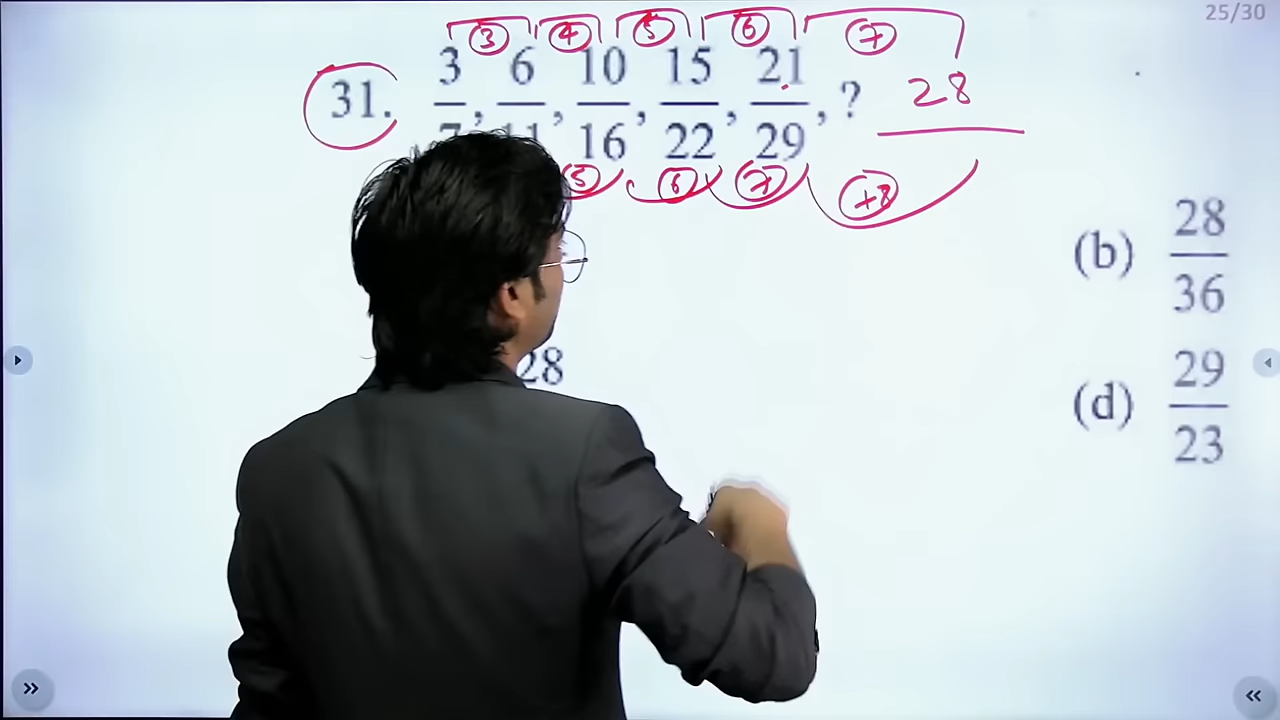 25/30
3 4 5 6 7
31. 3/7, 6/11, 10/16, 15/22, 21/29, ? 28
5 6 +7 +8
(b) 28/36
28
(d) 29/23